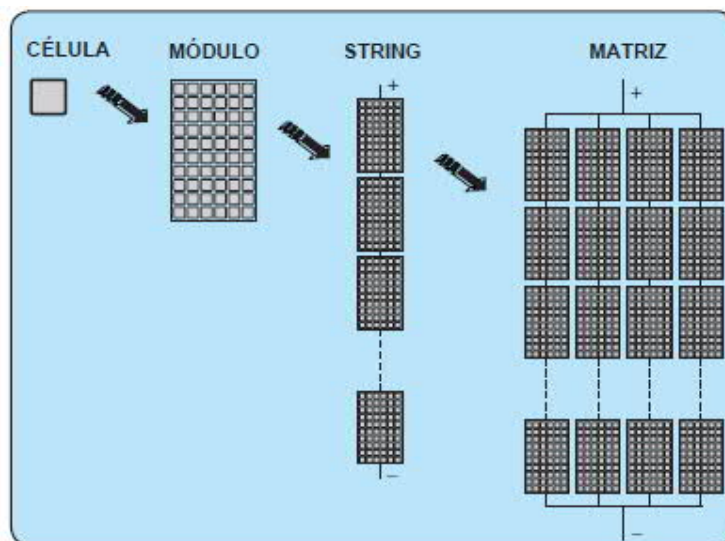 CÉLULA MÓDULO STRING MATRIZ
+ +
− −